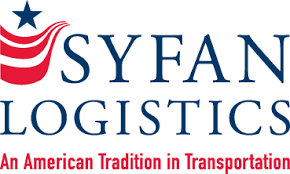 SYFAN
LOGISTICS
An American Tradition in Transportation